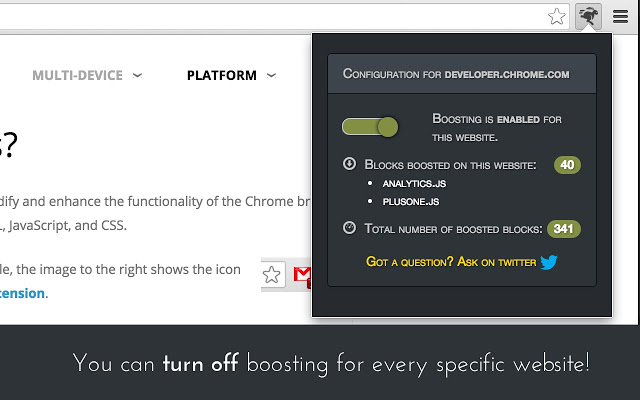 MULTI-DEVICE
PLATFORM
s?
dify and enhance the functionality of the Chrome br
L, JavaScript, and CSS.
le, the image to the right shows the icon
tension.
Configuration for developer.chrome.com
Boosting is enabled for
this website.
Blocks boosted on this website: 40
analytics.js
plusone.js
Total number of boosted blocks: 341
Got a question? Ask on twitter
You can turn off boosting for every specific website!